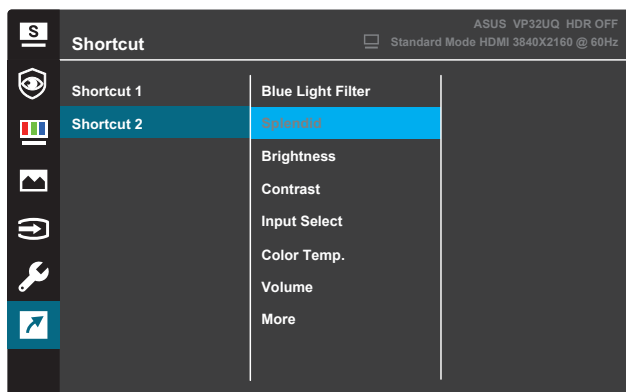 S
ASUS VP32UQ HDR OFF
Shortcut
Standard Mode HDMI 3840X2160 @ 60Hz
Shortcut 1
Shortcut 2
Blue Light Filter
Splendid
Brightness
Contrast
Input Select
Color Temp.
Volume
More